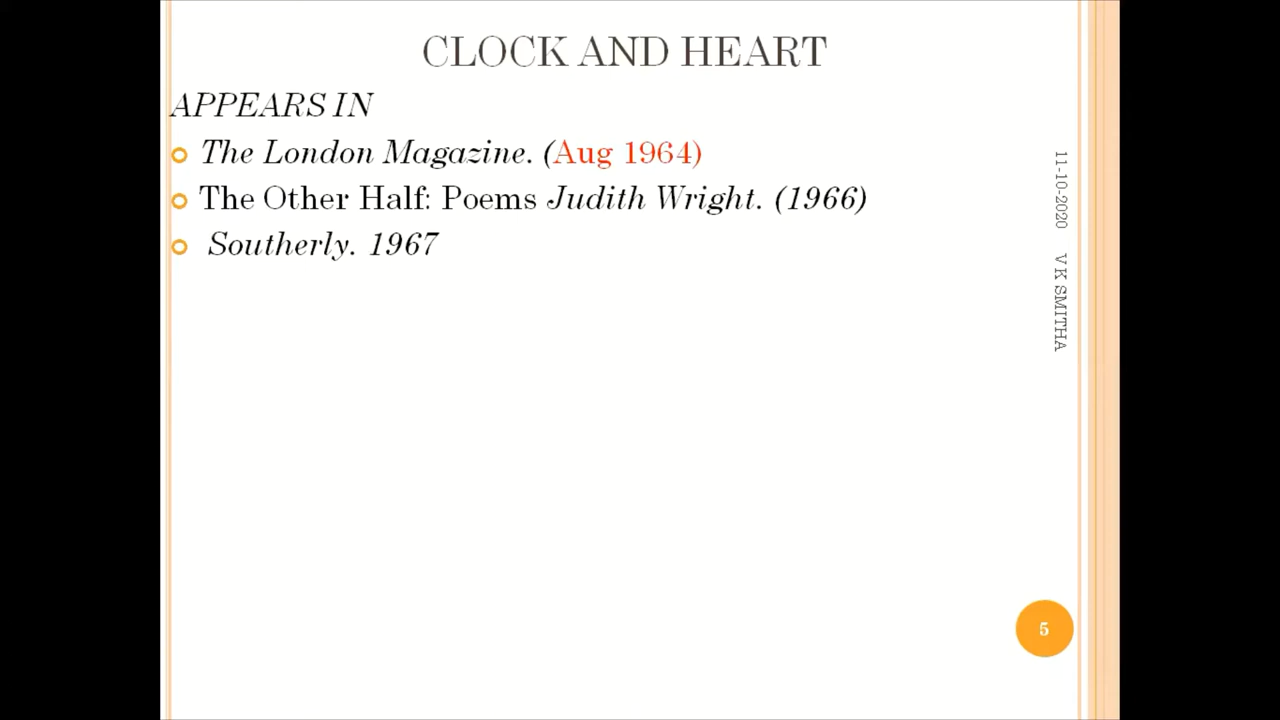 CLOCK AND HEART
APPEARS IN
The London Magazine. (Aug 1964)
The Other Half: Poems Judith Wright. (1966)
Southerly. 1967
11-10-2020 V K SMITHA
5